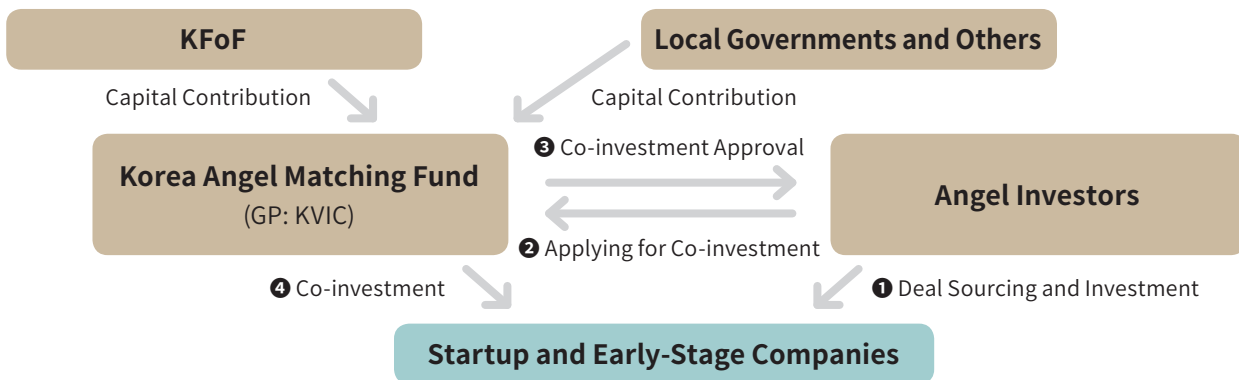 KFoF
Local Governments and Others
Capital Contribution
Capital Contribution
❸ Co-investment Approval
Korea Angel Matching Fund
(GP: KVIC)
Angel Investors
❷ Applying for Co-investment
❹ Co-investment
❶ Deal Sourcing and Investment
Startup and Early-Stage Companies